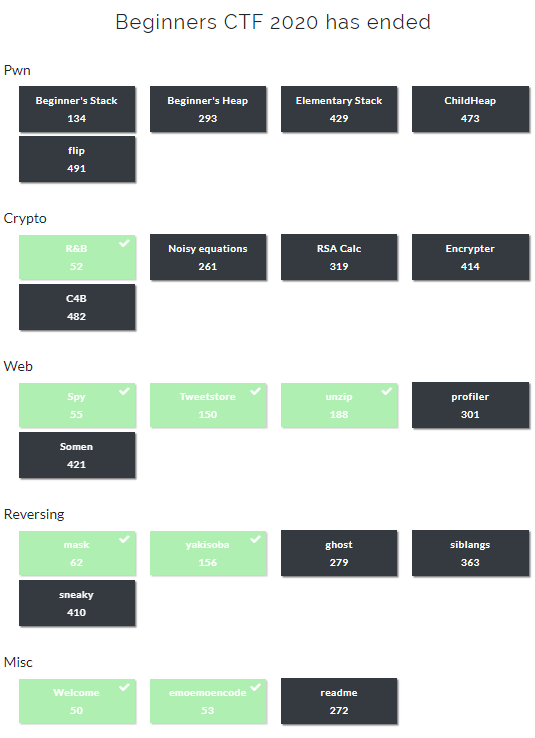 Beginners CTF 2020 has ended
Pwn
Beginner's Stack
134
Beginner's Heap
293
Elementary Stack
429
ChildHeap
473
flip
491
Crypto
R&B
52
Noisy equations
261
RSA Calc
319
Encrypter
414
C4B
482
Web
Spy
55
Tweetstore
150
unzip
188
profiler
301
Somen
421
Reversing
mask
62
yakisoba
156
ghost
279
siblangs
363
sneaky
410
Misc
Welcome
50
emoemoencode
53
readme
272